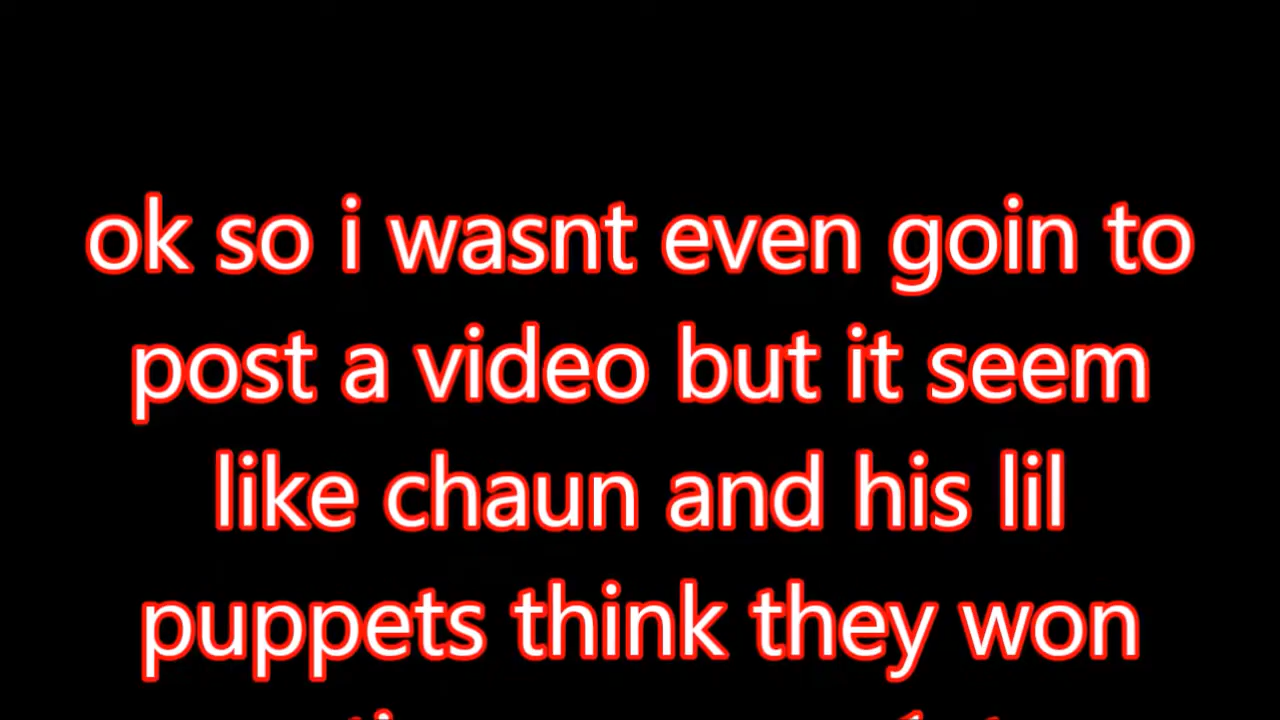 ok so i wasnt even goin to
post a video but it seem
like chaun and his lil
puppets think they won